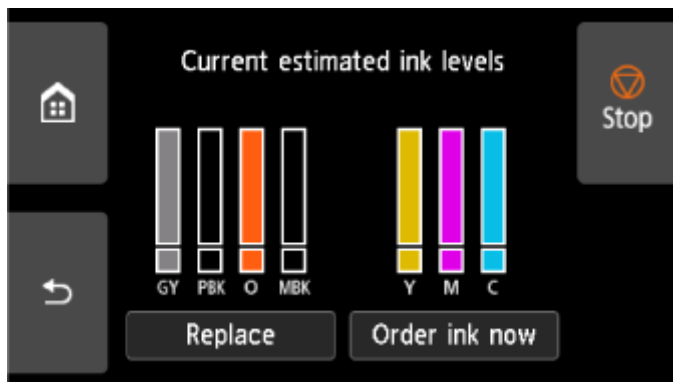 Current estimated ink levels
Stop
GY PBK O MBK Y M C
Replace Order ink now